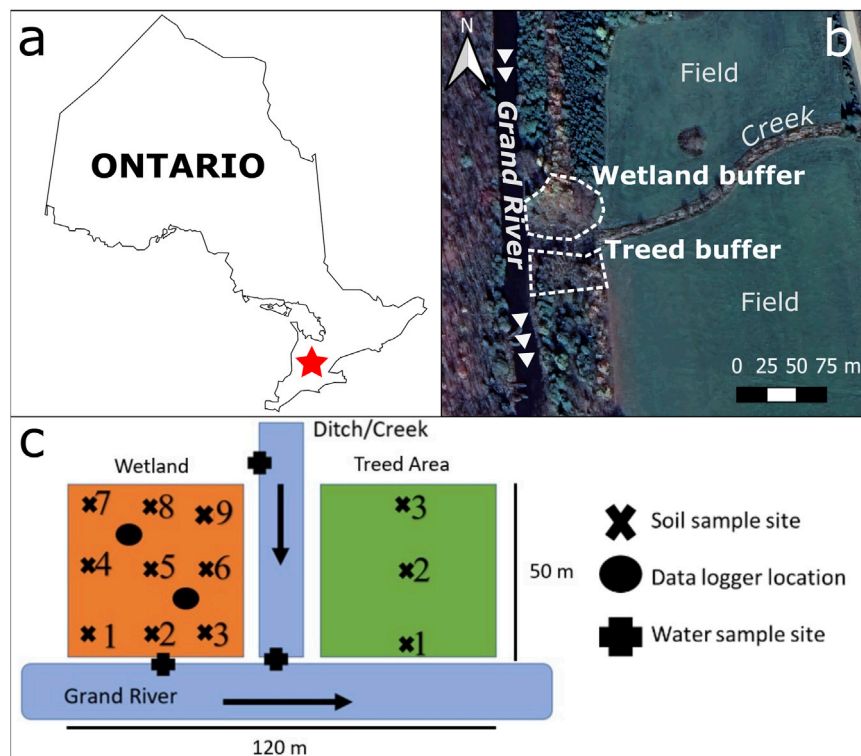 a
ONTARIO
b
N
Field
Creek
Grand River
Wetland buffer
Treed buffer
Field
0 25 50 75 m
c
Ditch/Creek
Wetland
Treed Area
7 8 9
4 5 6
1 2 3
3
2
1
50 m
Grand River
120 m
Soil sample site
Data logger location
Water sample site